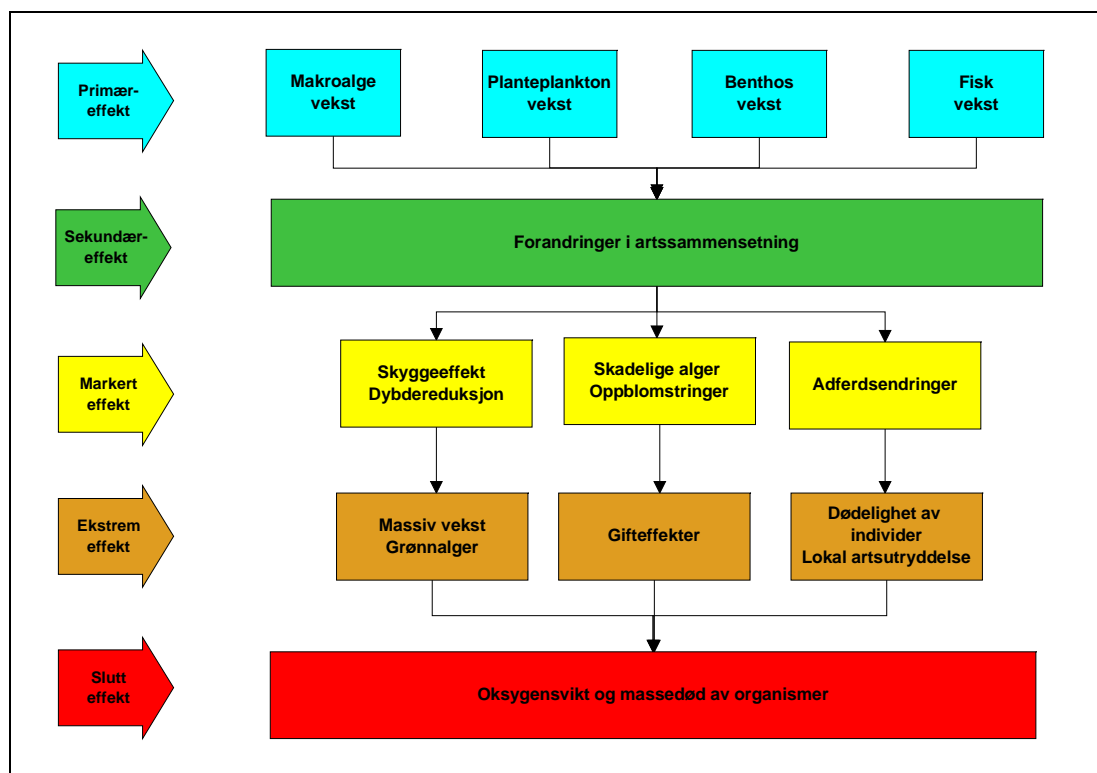 Primær-
effekt
Makroalge
vekst
Planteplankton
vekst
Benthos
vekst
Fisk
vekst
Sekundær-
effekt
Forandringer i artssammensetning
Markert
effekt
Skyggeeffekt
Dybdereduksjon
Skadelige alger
Oppblomstringer
Adferdsendringer
Ekstrem
effekt
Massiv vekst
Grønnalger
Gifteffekter
Dødelighet av
individer
Lokal artsutryddelse
Slutt
effekt
Oksygensvikt og massedød av organismer